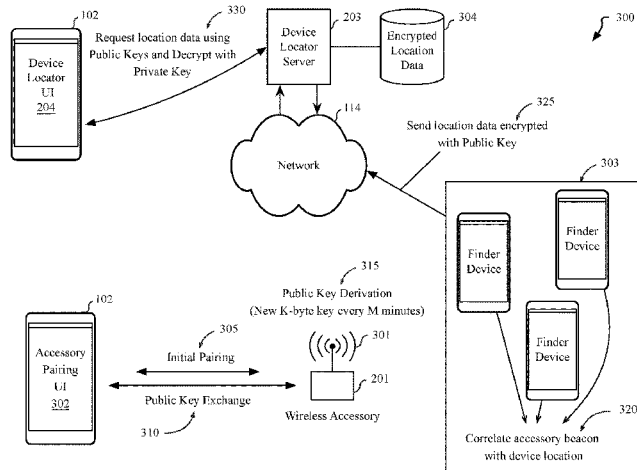 102
330
Request location data using
Public Keys and Decrypt with
Private Key
Device
Locator
UI
204
203
Device
Locator
Server
304
Encrypted
Location
Data
300
114
Network
325
Send location data encrypted
with Public Key
303
Finder
Device
Finder
Device
Finder
Device
320
Correlate accessory beacon
with device location
315
Public Key Derivation
(New K-byte key every M minutes)
102
Accessory
Pairing
UI
302
305
Initial Pairing
Public Key Exchange
310
301
201
Wireless Accessory